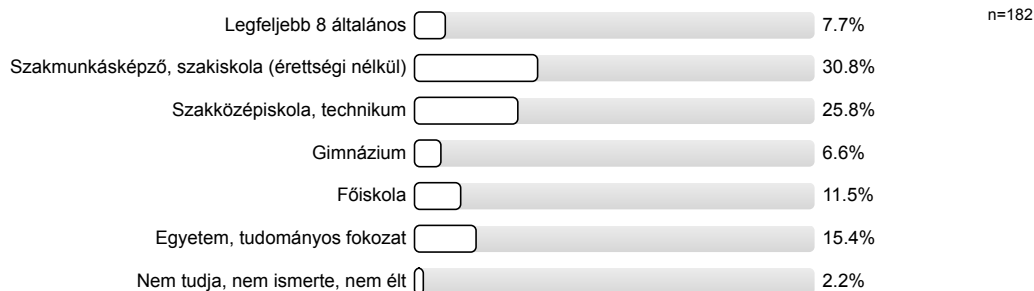 Legfeljebb 8 általános 7.7% n=182
Szakmunkásképző, szakiskola (érettségi nélkül) 30.8%
Szakközépiskola, technikum 25.8%
Gimnázium 6.6%
Főiskola 11.5%
Egyetem, tudományos fokozat 15.4%
Nem tudja, nem ismerte, nem élt 2.2%